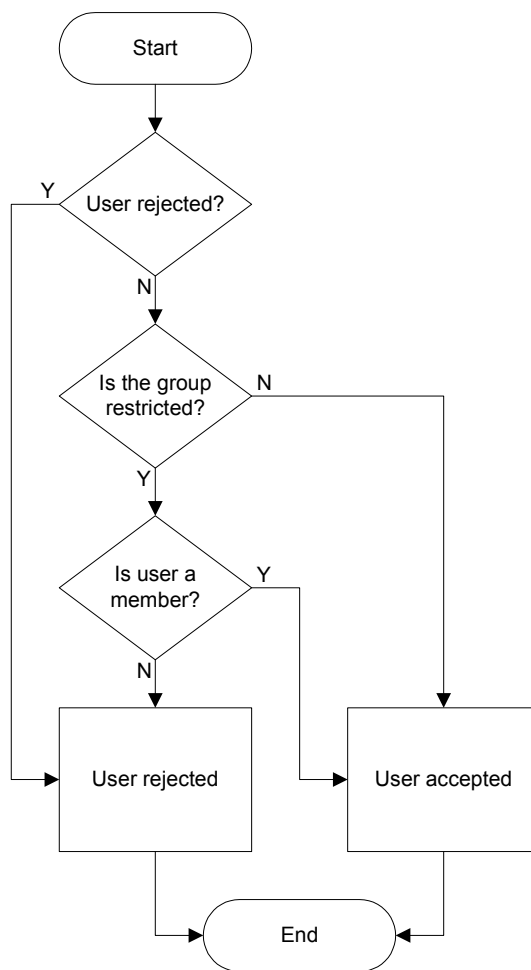 Start
Y
User rejected?
N
Is the group
restricted?
N
Y
Is user a
member?
Y
N
User rejected
User accepted
End